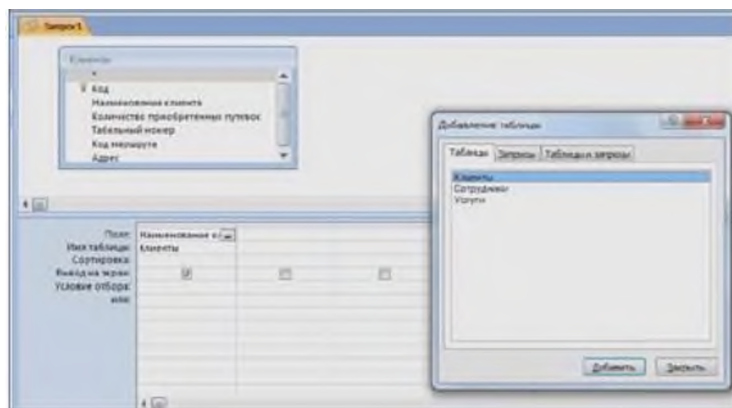 Запрос1
Клиенты
*
Код
Наименование клиента
Количество приобретенных путевок
Табельный номер
Код маршрута
Адрес
Добавление таблицы
Таблицы Запросы Таблицы и запросы
Клиенты
Сотрудники
Услуги
Добавить Закрыть
Поле: Наименование кл
Имя таблицы: Клиенты
Сортировка:
Вывод на экран:
Условие отбора:
или: